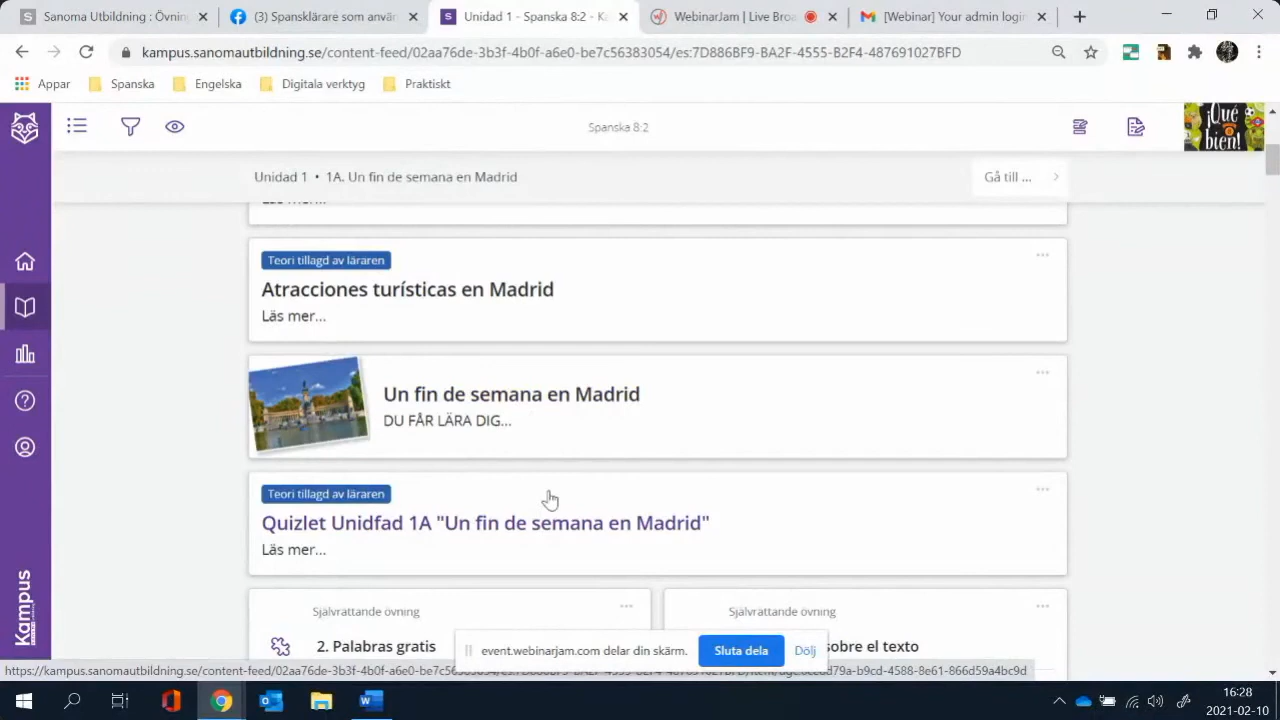 Sanoma Utbildning : Övnin
(3) Spansklärare som använ
Unidad 1 - Spanska 8:2 - Ka
WebinarJam | Live Broa
[Webinar] Your admin login
kampus.sanomautbildning.se/content-feed/02aa76de-3b3f-4b0f-a6e0-be7c56383054/es:7D886BF9-BA2F-4555-B2F4-487691027BFD
Appar
Spanska
Engelska
Digitala verktyg
Praktiskt
Spanska 8:2
¡Qué
bien!
Unidad 1 • 1A. Un fin de semana en Madrid
Gå till ...
Läs mer...
Teori tillagd av läraren
Atracciones turísticas en Madrid
Läs mer...
Un fin de semana en Madrid
DU FÅR LÄRA DIG...
Teori tillagd av läraren
Quizlet Unidfad 1A "Un fin de semana en Madrid"
Läs mer...
Självrättande övning
2. Palabras gratis
Självrättande övning
sobre el texto
event.webinarjam.com delar din skärm.
Sluta dela
Dölj
Kampus
16:28
2021-02-10